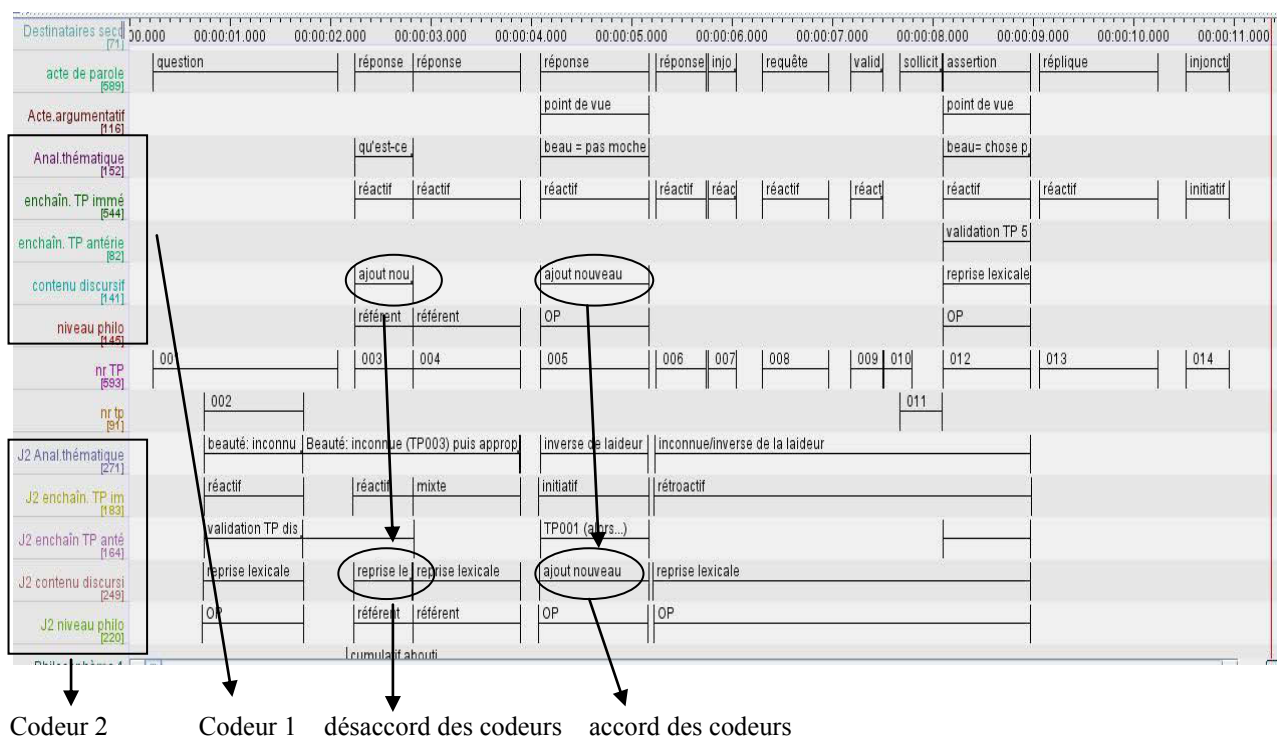 Destinataires secd 00.000 00:00:01.000 00:00:02.000 00:00:03.000 00:00:04.000 00:00:05.000 00:00:06.000 00:00:07.000 00:00:08.000 00:00:09.000 00:00:10.000 00:00:11.000
[71]
acte de parole question réponse réponse réponse réponse injo requête valid sollicit assertion réplique injoncti
[589]
Acte.argumentatif point de vue point de vue
[116]
Anal.thématique qu'est-ce beau = pas moche beau= chose p
[152]
enchaîn. TP immé réactif réactif réactif réactif réac réactif réact réactif réactif initiatif
[544]
enchaîn. TP antérie validation TP 5
[82]
contenu discursif ajout nou ajout nouveau reprise lexicale
[141]
niveau philo référent référent OP OP
[145]
nr TP 001 003 004 005 006 007 008 009 010 012 013 014
[593]
nr tp 002 011
[91]
J2 Anal.thématique beauté: inconnu Beauté: inconnue (TP003) puis approp inverse de laideur inconnue/inverse de la laideur
[271]
J2 enchaîn. TP im réactif réactif mixte initiatif rétroactif
[183]
J2 enchaîn TP anté validation TP dis TP001 (alors...)
[164]
J2 contenu discursi reprise lexicale reprise le reprise lexicale ajout nouveau reprise lexicale
[249]
J2 niveau philo OP référent référent OP OP
[220]
cumulatif abouti
Codeur 2 Codeur 1 désaccord des codeurs accord des codeurs